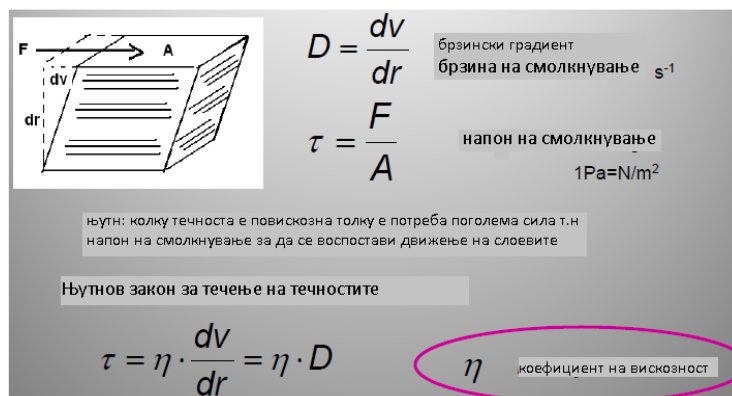 F
A
dv
dr
D = dv/dr
брзински градиент
брзина на смолкнување s⁻¹
τ = F/A
напон на смолкнување
1Pa=N/m²
њутн: колку течноста е повискозна толку е потреба поголема сила т.н
напон на смолкнување за да се воспостави движење на слоевите
Њутнов закон за течење на течностите
τ = η · dv/dr = η · D
η коефициент на вискозност